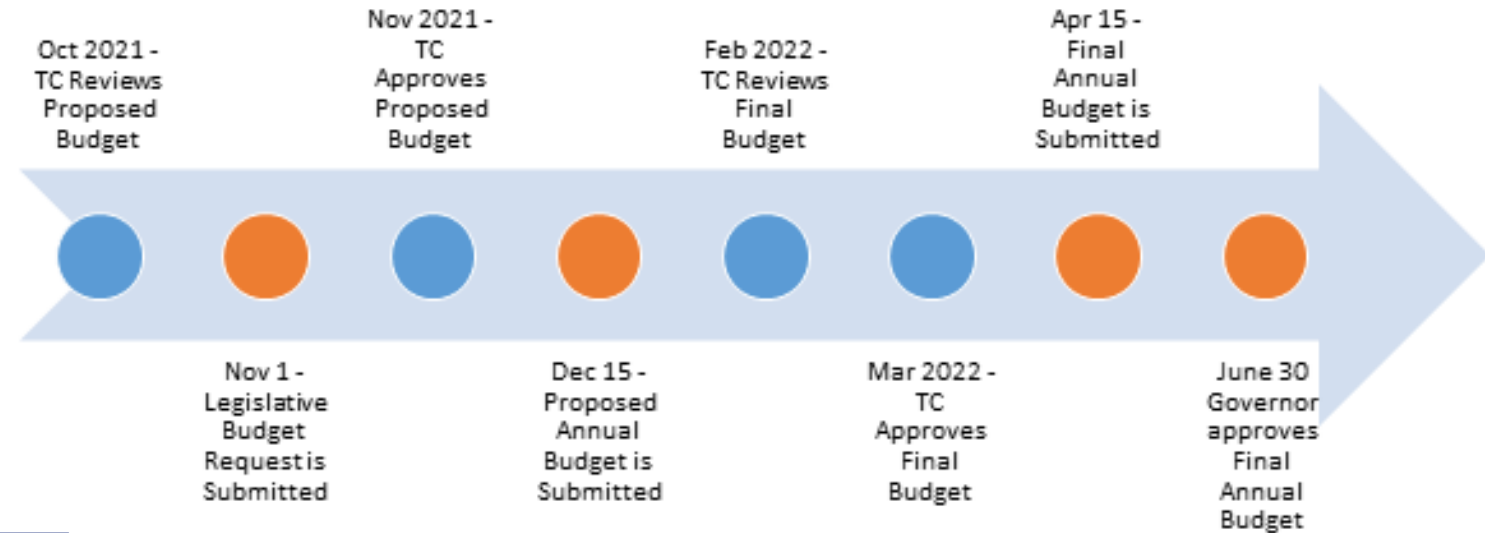 Oct 2021 -
TC Reviews
Proposed
Budget
Nov 1 -
Legislative
Budget
Request is
Submitted
Nov 2021 -
TC
Approves
Proposed
Budget
Dec 15 -
Proposed
Annual
Budget is
Submitted
Feb 2022 -
TC Reviews
Final
Budget
Mar 2022 -
TC
Approves
Final
Budget
Apr 15 -
Final
Annual
Budget is
Submitted
June 30
Governor
approves
Final
Annual
Budget